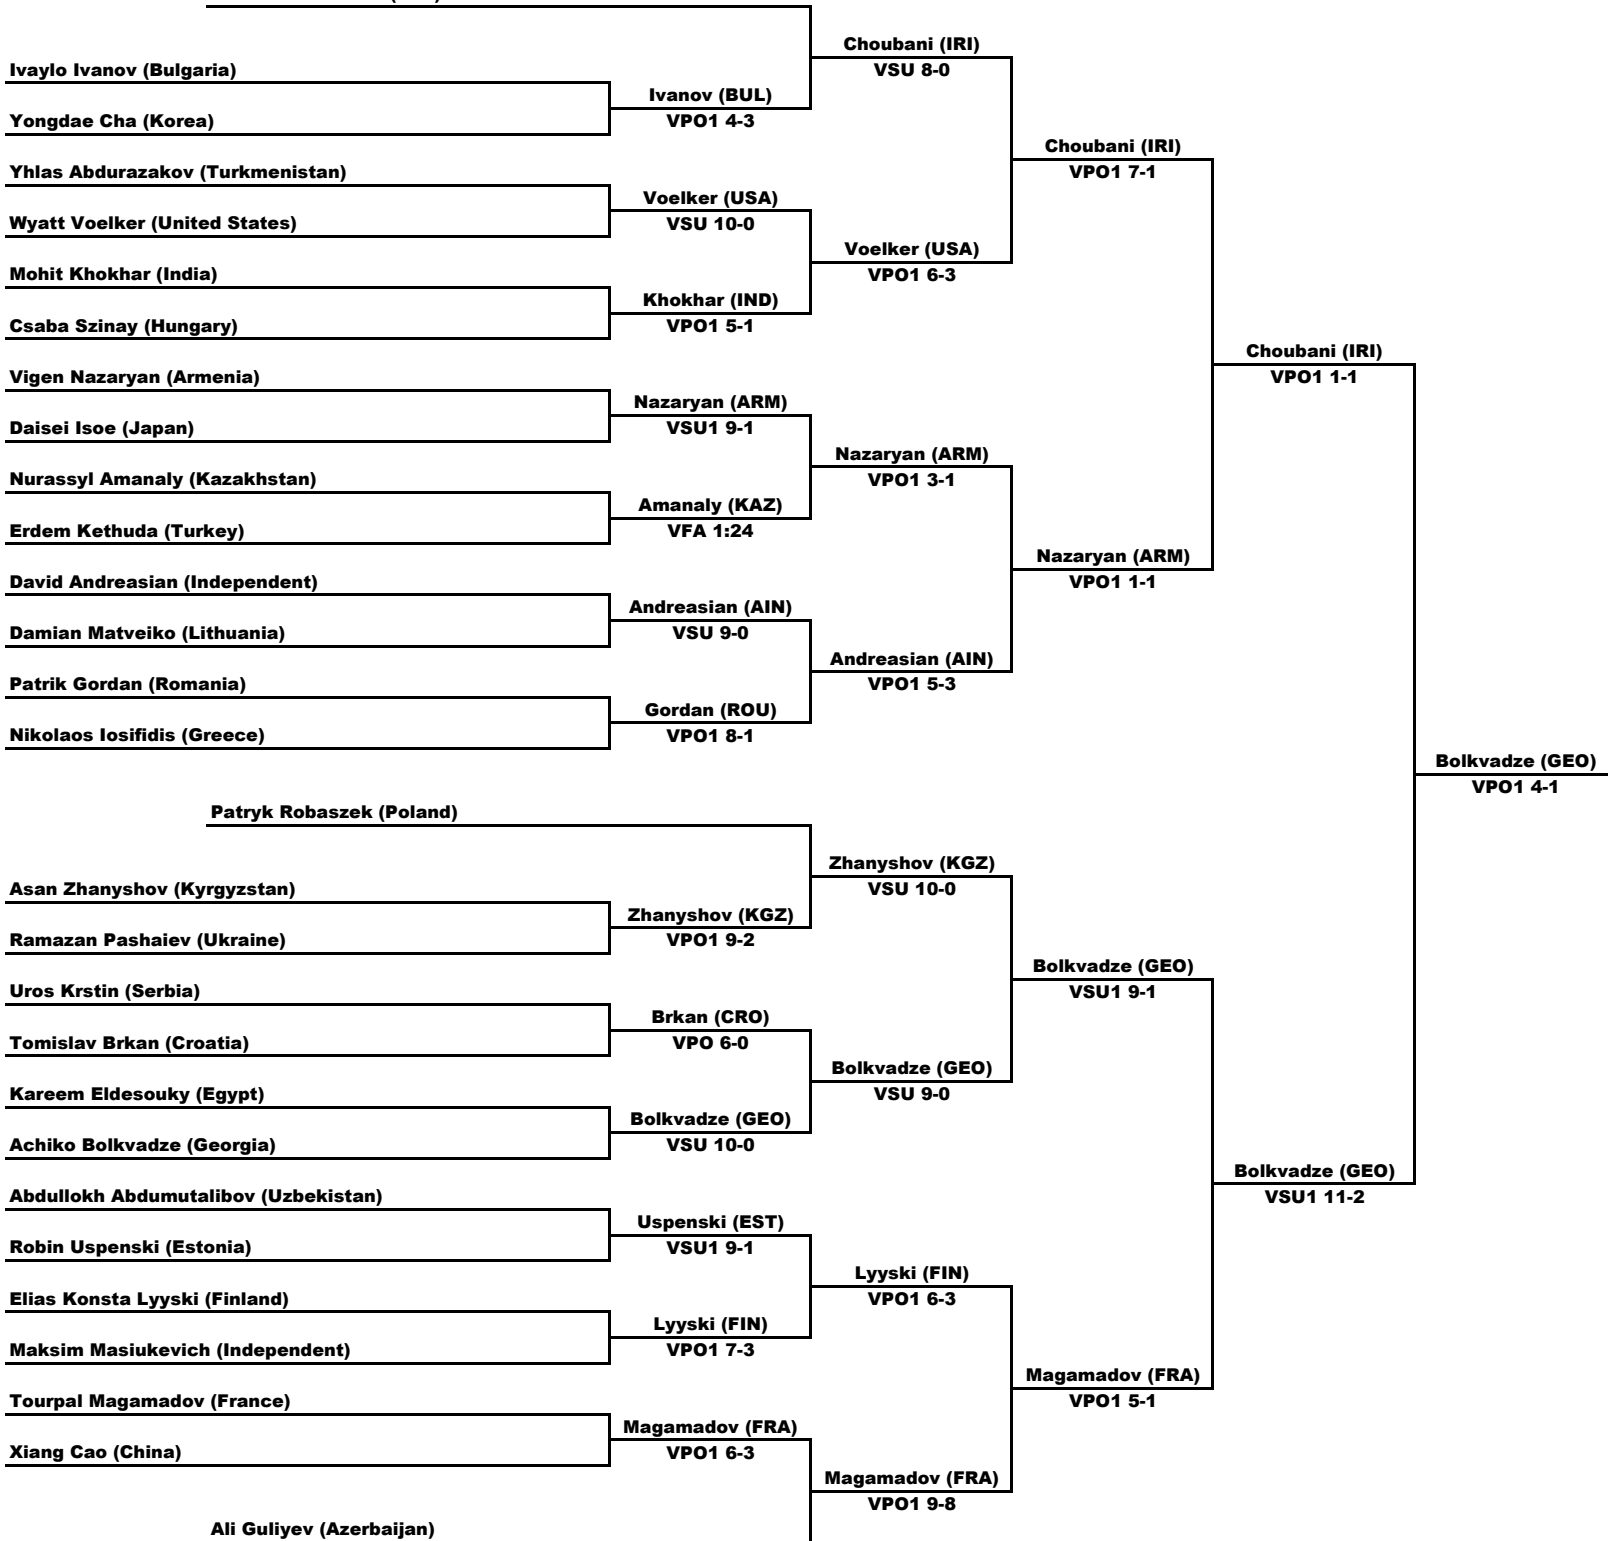 Choubani (IRI)
VSU 8-0
Ivaylo Ivanov (Bulgaria)
Ivanov (BUL)
VPO1 4-3
Yongdae Cha (Korea)
Choubani (IRI)
VPO1 7-1
Yhlas Abdurazakov (Turkmenistan)
Voelker (USA)
VSU 10-0
Wyatt Voelker (United States)
Voelker (USA)
VPO1 6-3
Mohit Khokhar (India)
Khokhar (IND)
VPO1 5-1
Csaba Szinay (Hungary)
Choubani (IRI)
VPO1 1-1
Vigen Nazaryan (Armenia)
Nazaryan (ARM)
VSU1 9-1
Daisei Isoe (Japan)
Nazaryan (ARM)
VPO1 3-1
Nurassyl Amanaly (Kazakhstan)
Amanaly (KAZ)
VFA 1:24
Erdem Kethuda (Turkey)
Nazaryan (ARM)
VPO1 1-1
David Andreasian (Independent)
Andreasian (AIN)
VSU 9-0
Damian Matveiko (Lithuania)
Andreasian (AIN)
VPO1 5-3
Patrik Gordan (Romania)
Gordan (ROU)
VPO1 8-1
Nikolaos Iosifidis (Greece)
Bolkvadze (GEO)
VPO1 4-1
Patryk Robaszek (Poland)
Zhanyshov (KGZ)
VSU 10-0
Asan Zhanyshov (Kyrgyzstan)
Zhanyshov (KGZ)
VPO1 9-2
Ramazan Pashaiev (Ukraine)
Bolkvadze (GEO)
VSU1 9-1
Uros Krstin (Serbia)
Brkan (CRO)
VPO 6-0
Tomislav Brkan (Croatia)
Bolkvadze (GEO)
VSU 9-0
Kareem Eldesouky (Egypt)
Bolkvadze (GEO)
VSU 10-0
Achiko Bolkvadze (Georgia)
Bolkvadze (GEO)
VSU1 11-2
Abdullokh Abdumutalibov (Uzbekistan)
Uspenski (EST)
VSU1 9-1
Robin Uspenski (Estonia)
Lyyski (FIN)
VPO1 6-3
Elias Konsta Lyyski (Finland)
Lyyski (FIN)
VPO1 7-3
Maksim Masiukevich (Independent)
Magamadov (FRA)
VPO1 5-1
Tourpal Magamadov (France)
Magamadov (FRA)
VPO1 6-3
Xiang Cao (China)
Magamadov (FRA)
VPO1 9-8
Ali Guliyev (Azerbaijan)